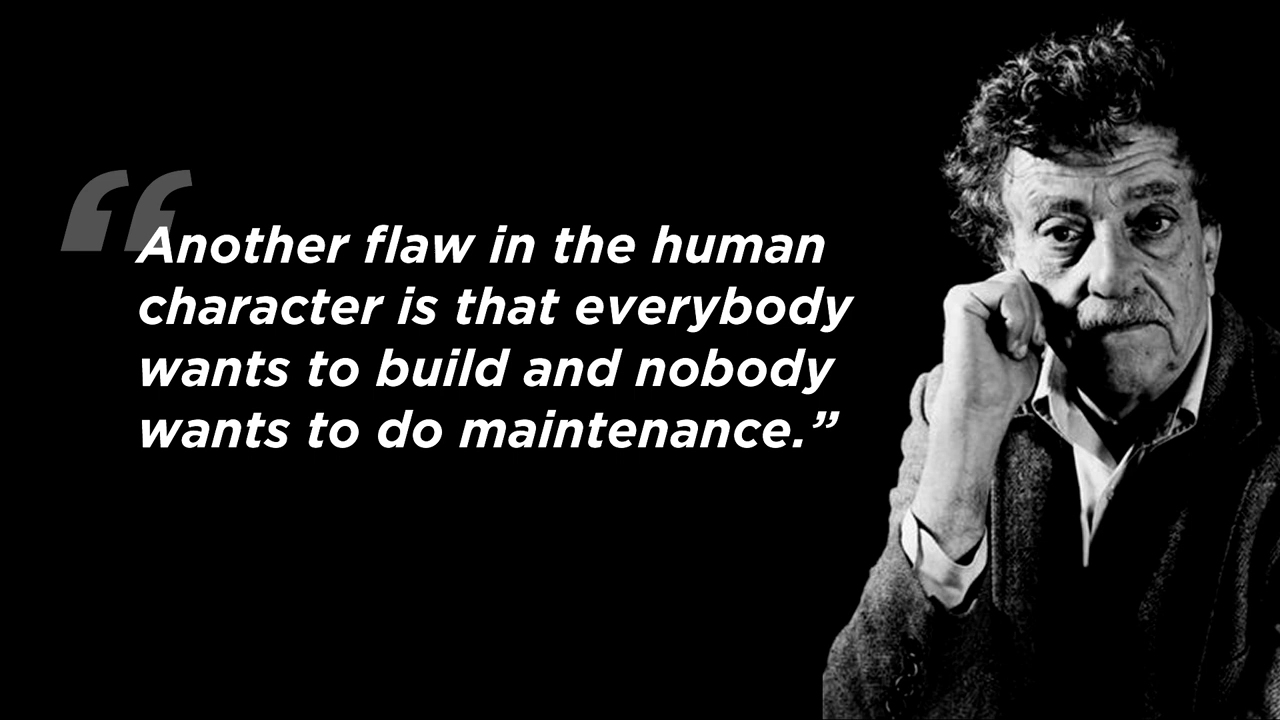 “Another flaw in the human
character is that everybody
wants to build and nobody
wants to do maintenance.”